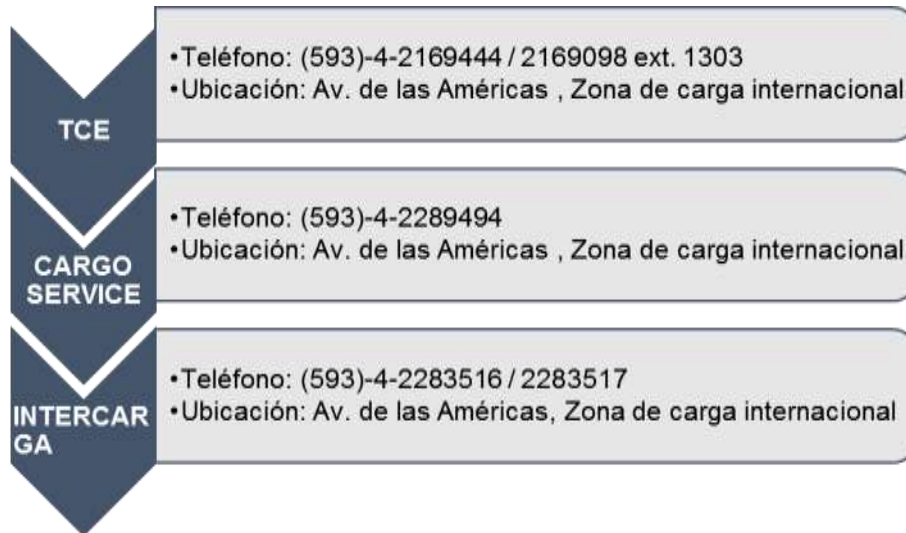 TCE
•Teléfono: (593)-4-2169444 / 2169098 ext. 1303
•Ubicación: Av. de las Américas , Zona de carga internacional
CARGO
SERVICE
•Teléfono: (593)-4-2289494
•Ubicación: Av. de las Américas , Zona de carga internacional
INTERCAR
GA
•Teléfono: (593)-4-2283516 / 2283517
•Ubicación: Av. de las Américas, Zona de carga internacional